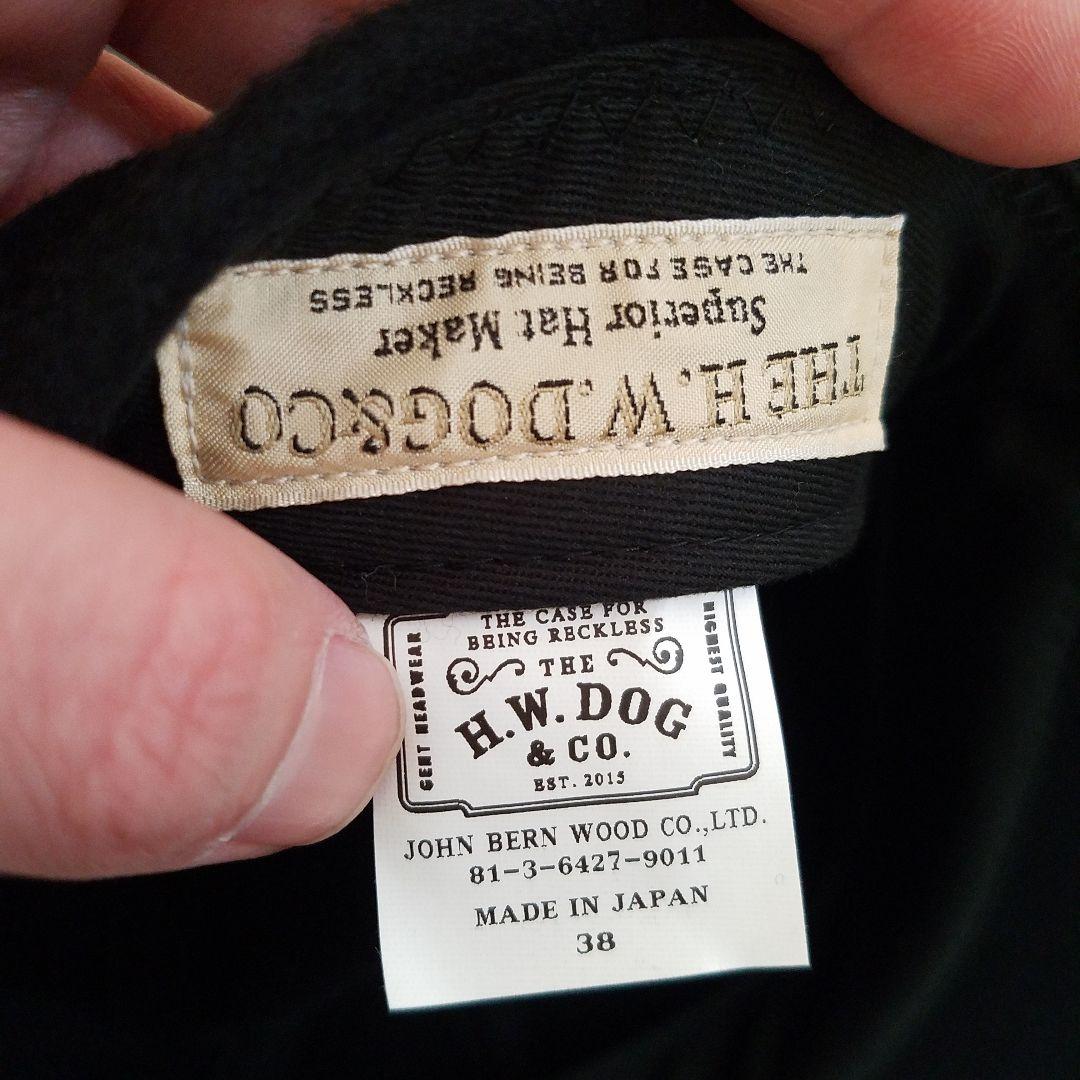 THE H.W.DOG&CO
Superior Hat Maker
THE CASE FOR BEING RECKLESS
THE CASE FOR
BEING RECKLESS
THE
H.W.DOG
& CO.
EST. 2015
GENT HEADWEAR
HIGHEST QUALITY
JOHN BERN WOOD CO.,LTD.
81-3-6427-9011
MADE IN JAPAN
38